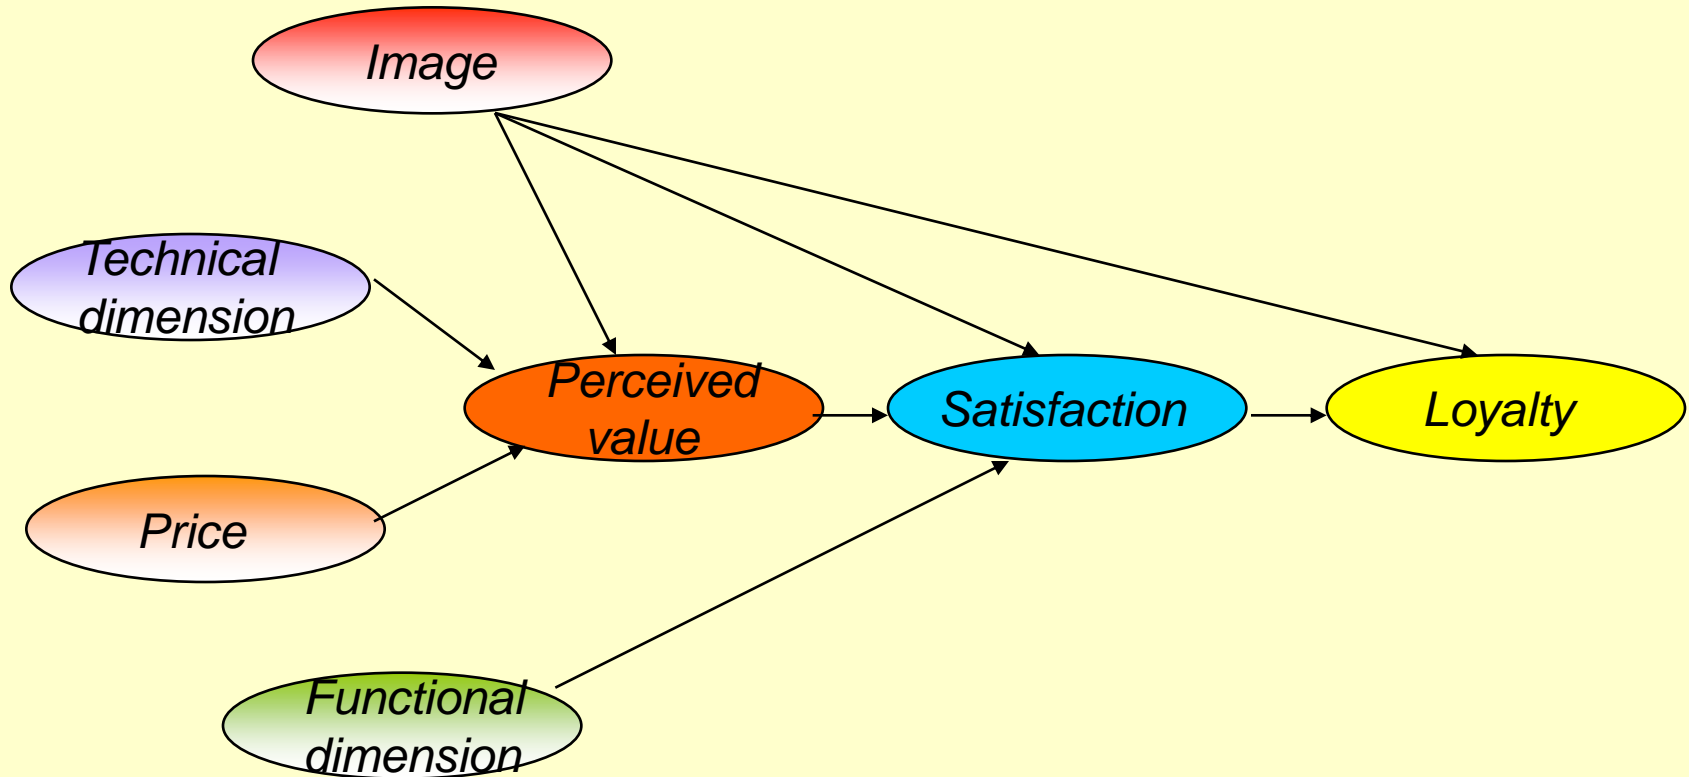 Image
Technical
dimension
Perceived
value
Satisfaction
Loyalty
Price
Functional
dimension